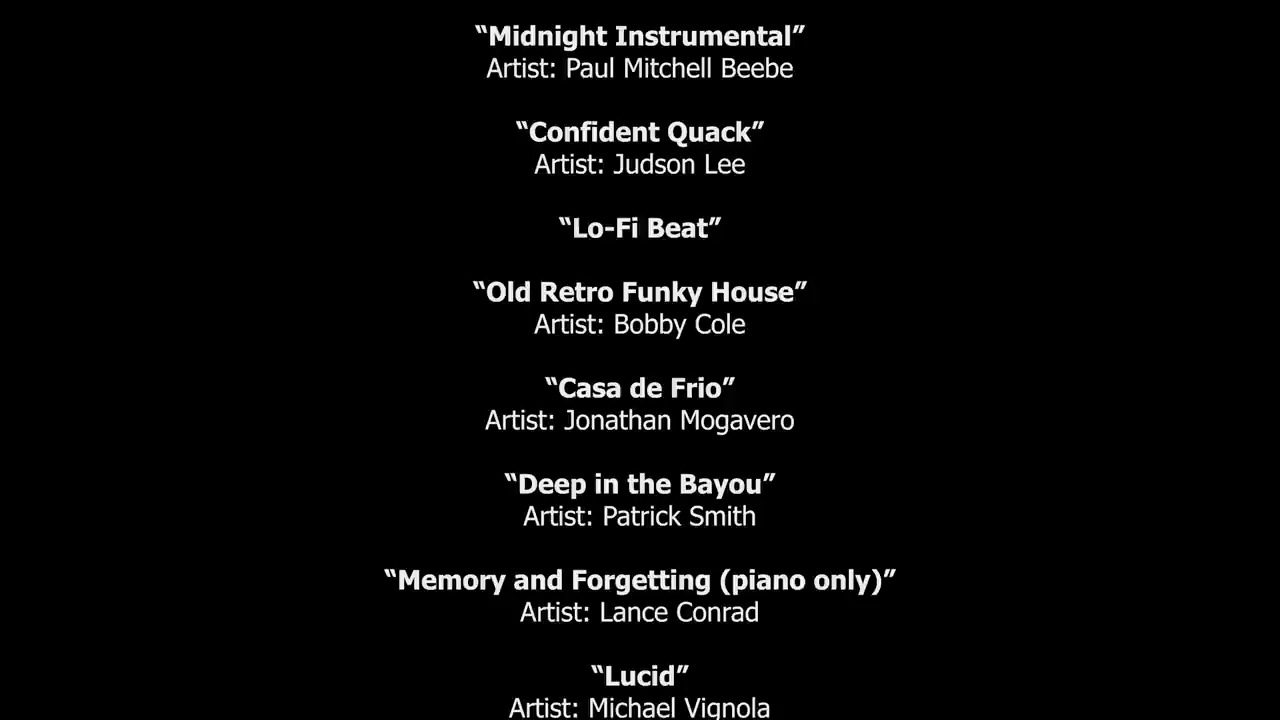 “Midnight Instrumental”
Artist: Paul Mitchell Beebe
“Confident Quack”
Artist: Judson Lee
“Lo-Fi Beat”
“Old Retro Funky House”
Artist: Bobby Cole
“Casa de Frio”
Artist: Jonathan Mogavero
“Deep in the Bayou”
Artist: Patrick Smith
“Memory and Forgetting (piano only)”
Artist: Lance Conrad
“Lucid”
Artist: Michael Vignola